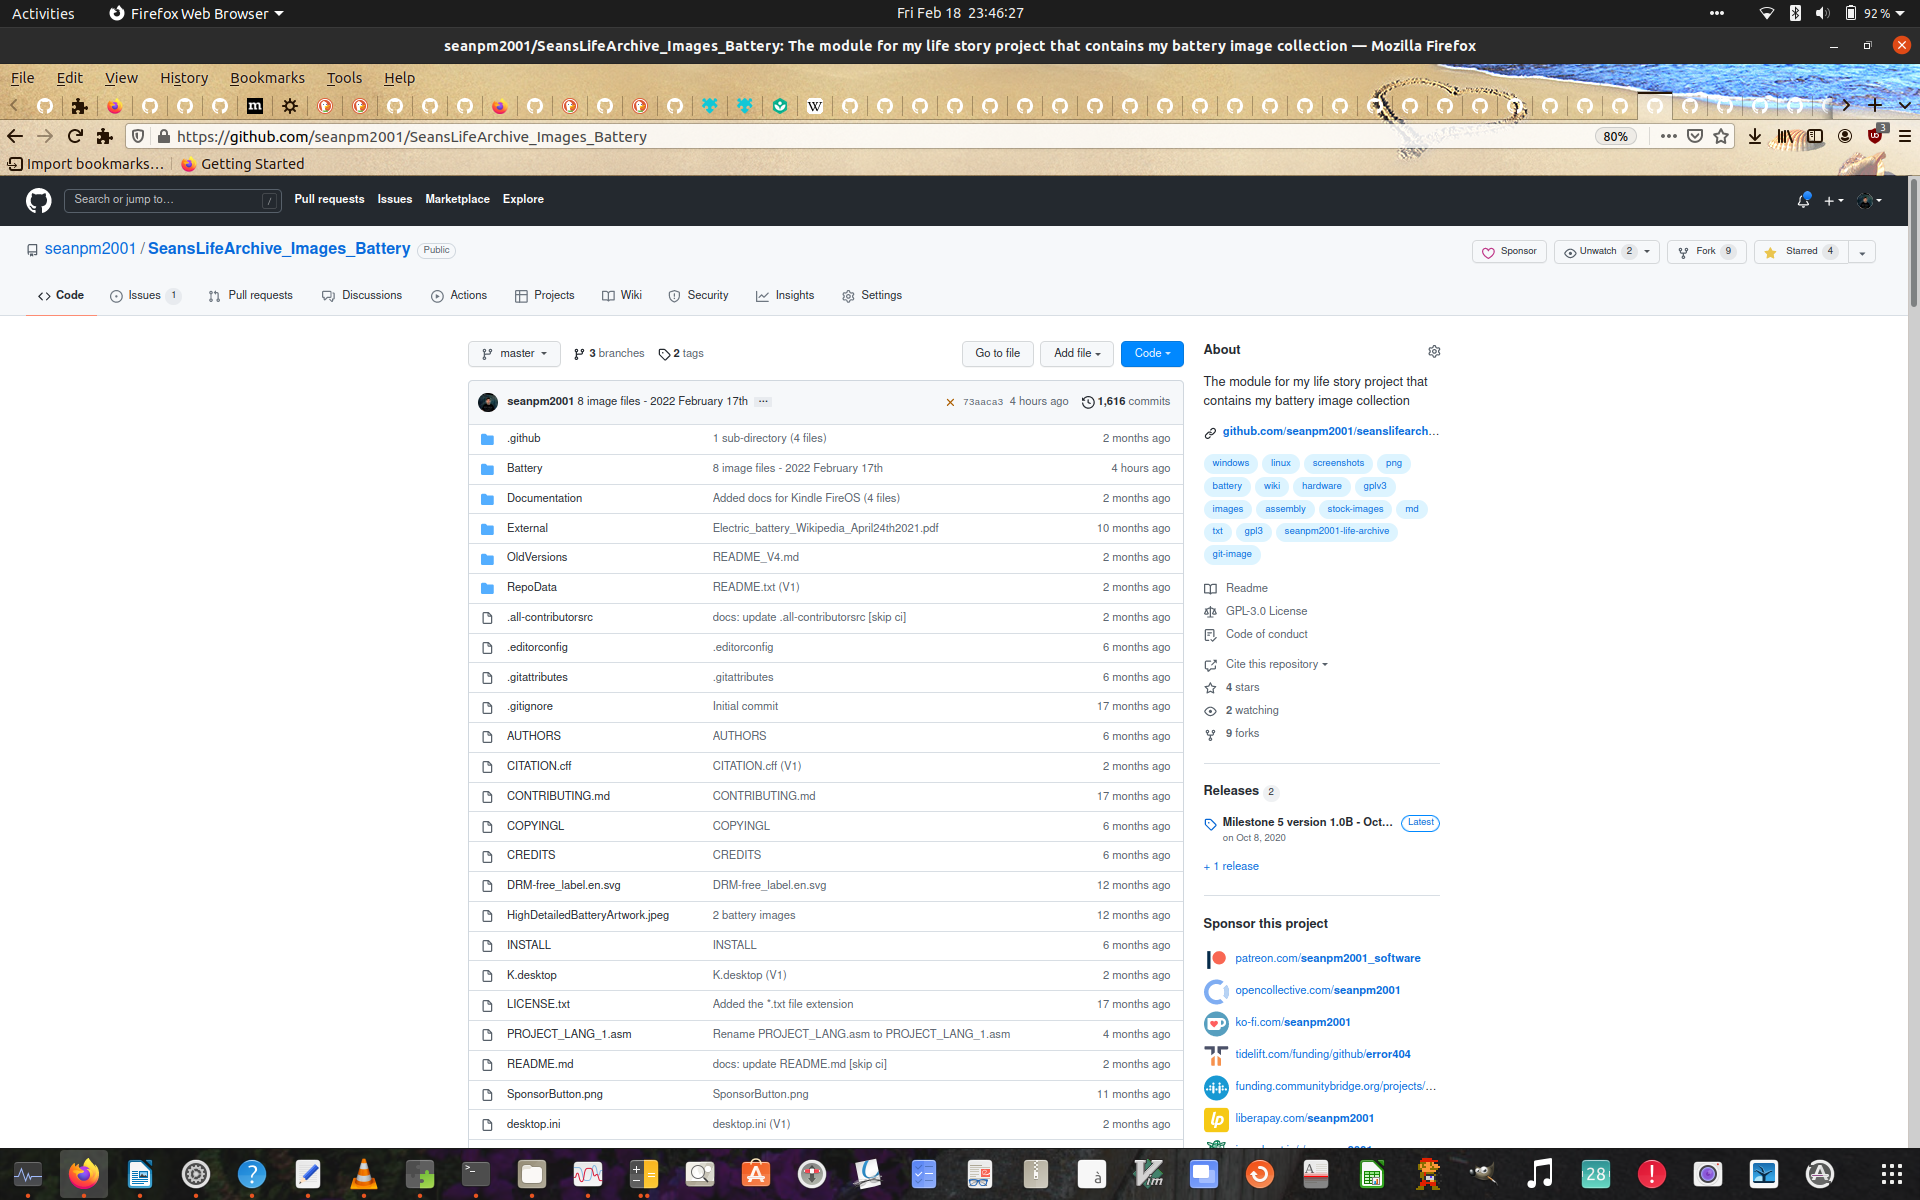 Activities Firefox Web Browser Fri Feb 18 23:46:27 92 %
seanpm2001/SeansLifeArchive_Images_Battery: The module for my life story project that contains my battery image collection — Mozilla Firefox
File Edit View History Bookmarks Tools Help
https://github.com/seanpm2001/SeansLifeArchive_Images_Battery 80% 3
Import bookmarks… Getting Started
Search or jump to… / Pull requests Issues Marketplace Explore
seanpm2001 / SeansLifeArchive_Images_Battery Public Sponsor Unwatch 2 Fork 9 Starred 4
Code Issues 1 Pull requests Discussions Actions Projects Wiki Security Insights Settings
master 3 branches 2 tags Go to file Add file Code
seanpm2001 8 image files - 2022 February 17th ... 73aaca3 4 hours ago 1,616 commits
.github 1 sub-directory (4 files) 2 months ago
Battery 8 image files - 2022 February 17th 4 hours ago
Documentation Added docs for Kindle FireOS (4 files) 2 months ago
External Electric_battery_Wikipedia_April24th2021.pdf 10 months ago
OldVersions README_V4.md 2 months ago
RepoData README.txt (V1) 2 months ago
.all-contributorsrc docs: update .all-contributorsrc [skip ci] 2 months ago
.editorconfig .editorconfig 6 months ago
.gitattributes .gitattributes 6 months ago
.gitignore Initial commit 17 months ago
AUTHORS AUTHORS 6 months ago
CITATION.cff CITATION.cff (V1) 2 months ago
CONTRIBUTING.md CONTRIBUTING.md 17 months ago
COPYINGL COPYINGL 6 months ago
CREDITS CREDITS 6 months ago
DRM-free_label.en.svg DRM-free_label.en.svg 12 months ago
HighDetailedBatteryArtwork.jpeg 2 battery images 12 months ago
INSTALL INSTALL 6 months ago
K.desktop K.desktop (V1) 2 months ago
LICENSE.txt Added the *.txt file extension 17 months ago
PROJECT_LANG_1.asm Rename PROJECT_LANG.asm to PROJECT_LANG_1.asm 4 months ago
README.md docs: update README.md [skip ci] 2 months ago
SponsorButton.png SponsorButton.png 11 months ago
desktop.ini desktop.ini (V1) 2 months ago
About
The module for my life story project that
contains my battery image collection
github.com/seanpm2001/seanslifearch…
windows linux screenshots png
battery wiki hardware gplv3
images assembly stock-images md
txt gpl3 seanpm2001-life-archive
git-image
Readme
GPL-3.0 License
Code of conduct
Cite this repository
4 stars
2 watching
9 forks
Releases 2
Milestone 5 version 1.0B - Oct... Latest
on Oct 8, 2020
+ 1 release
Sponsor this project
patreon.com/seanpm2001_software
opencollective.com/seanpm2001
ko-fi.com/seanpm2001
tidelift.com/funding/github/error404
funding.communitybridge.org/projects/…
liberapay.com/seanpm2001
28